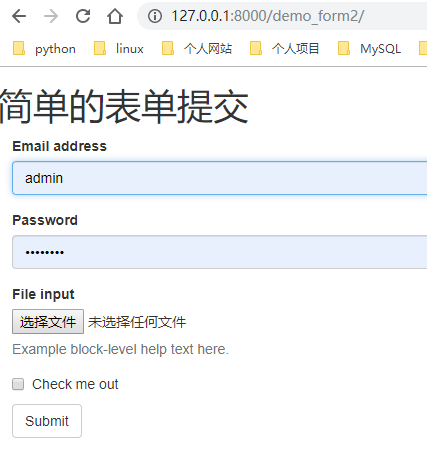 127.0.0.1:8000/demo_form2/
python linux 个人网站 个人项目 MySQL
简单的表单提交
Email address
admin
Password
••••••••
File input
选择文件 未选择任何文件
Example block-level help text here.
Check me out
Submit